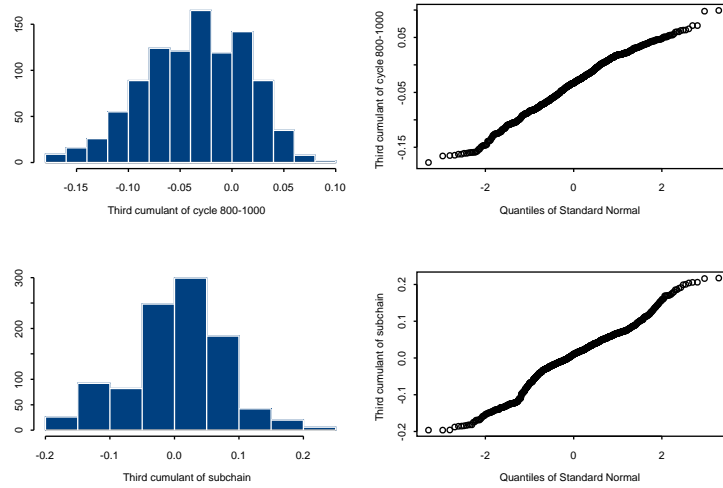 150
100
50
0
-0.15 -0.10 -0.05 0.0 0.05 0.10
Third cumulant of cycle 800-1000
Third cumulant of cycle 800-1000
0.05
-0.05
-0.15
-2 0 2
Quantiles of Standard Normal
300
200
100
50
0
-0.2 -0.1 0.0 0.1 0.2
Third cumulant of subchain
Third cumulant of subchain
0.2
0.1
0.0
-0.1
-0.2
-2 0 2
Quantiles of Standard Normal